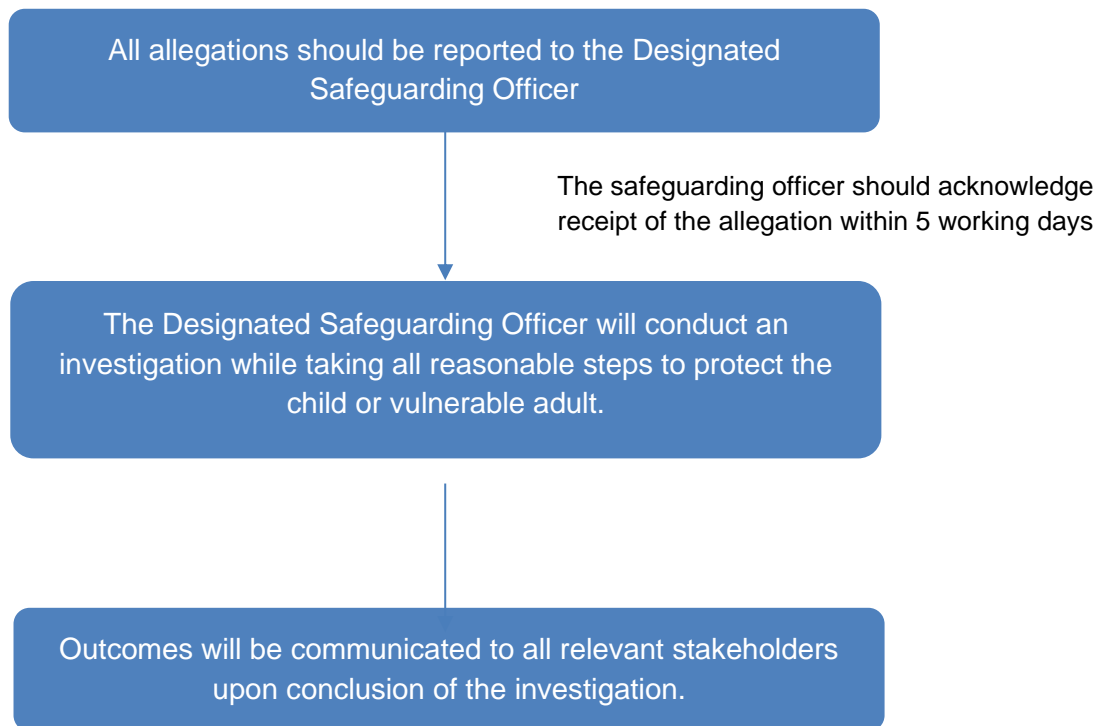 All allegations should be reported to the Designated
Safeguarding Officer
The safeguarding officer should acknowledge
receipt of the allegation within 5 working days
The Designated Safeguarding Officer will conduct an
investigation while taking all reasonable steps to protect the
child or vulnerable adult.
Outcomes will be communicated to all relevant stakeholders
upon conclusion of the investigation.